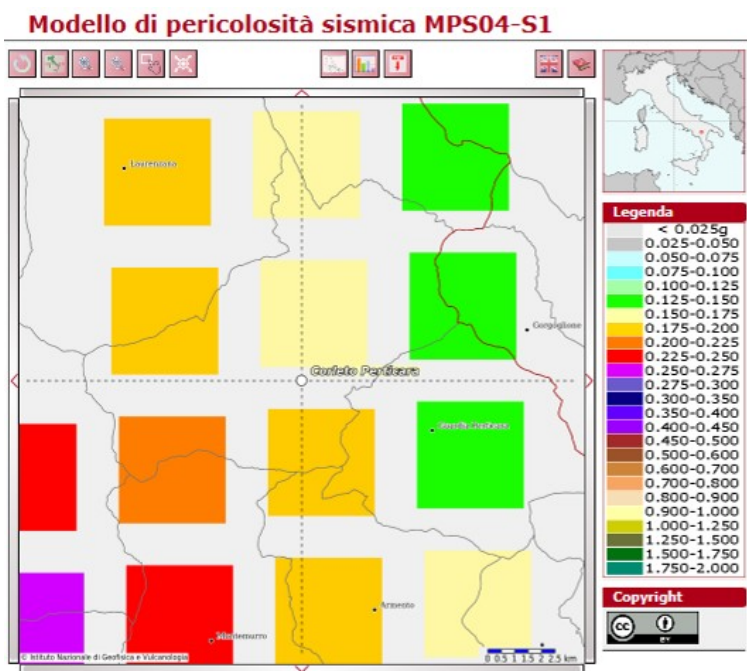 Modello di pericolosità sismica MPS04-S1
Laurenzana
Gorgoglione
Corleto Perticara
Guardia Perticara
Armento
Montemurro
© Istituto Nazionale di Geofisica e Vulcanologia
0 0.5 1 1.5 2 2.5 km
Legenda
< 0.025g
0.025-0.050
0.050-0.075
0.075-0.100
0.100-0.125
0.125-0.150
0.150-0.175
0.175-0.200
0.200-0.225
0.225-0.250
0.250-0.275
0.275-0.300
0.300-0.350
0.350-0.400
0.400-0.450
0.450-0.500
0.500-0.600
0.600-0.700
0.700-0.800
0.800-0.900
0.900-1.000
1.000-1.250
1.250-1.500
1.500-1.750
1.750-2.000
Copyright
cc
BY